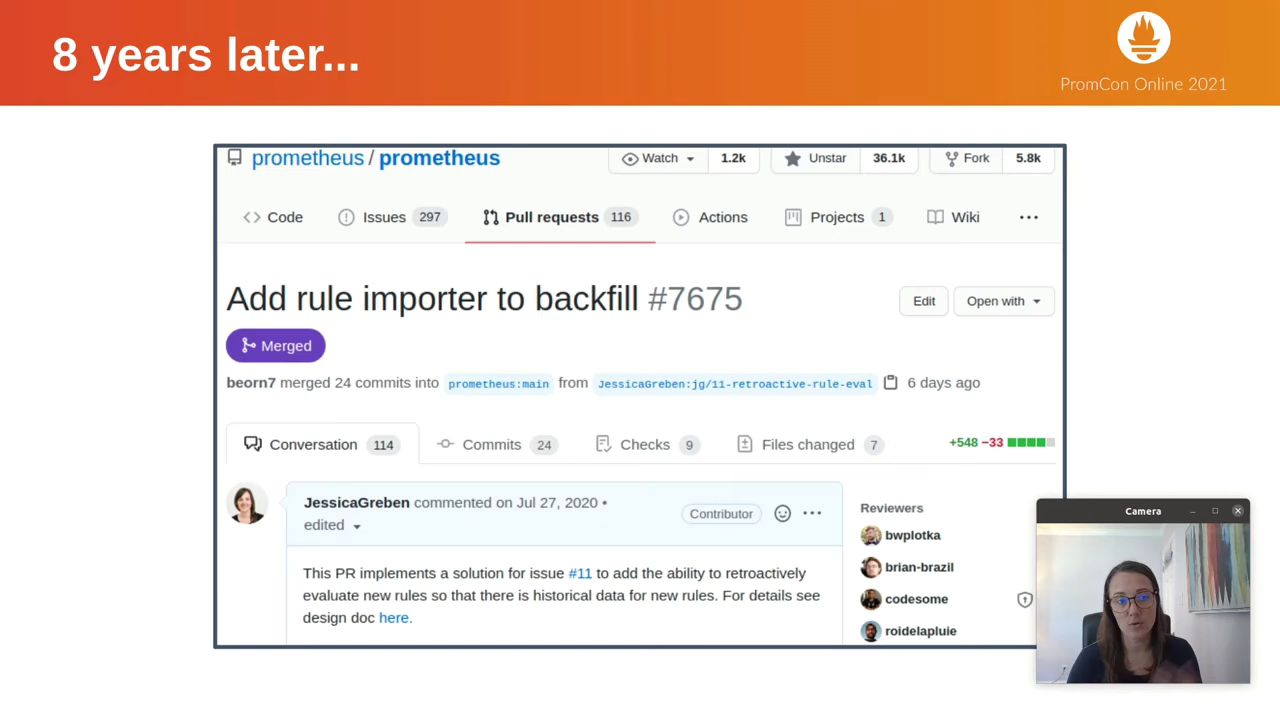 8 years later...
PromCon Online 2021
prometheus / prometheus
Watch 1.2k Unstar 36.1k Fork 5.8k
Code Issues 297 Pull requests 116 Actions Projects 1 Wiki ...
Add rule importer to backfill #7675
Edit Open with
Merged
beorn7 merged 24 commits into prometheus:main from JessicaGreben:jg/11-retroactive-rule-eval 6 days ago
Conversation 114 Commits 24 Checks 9 Files changed 7 +548 −33
JessicaGreben commented on Jul 27, 2020 •
edited
Contributor ...
This PR implements a solution for issue #11 to add the ability to retroactively
evaluate new rules so that there is historical data for new rules. For details see
design doc here.
Reviewers
bwplotka
brian-brazil
codesome
roidelapluie
Camera